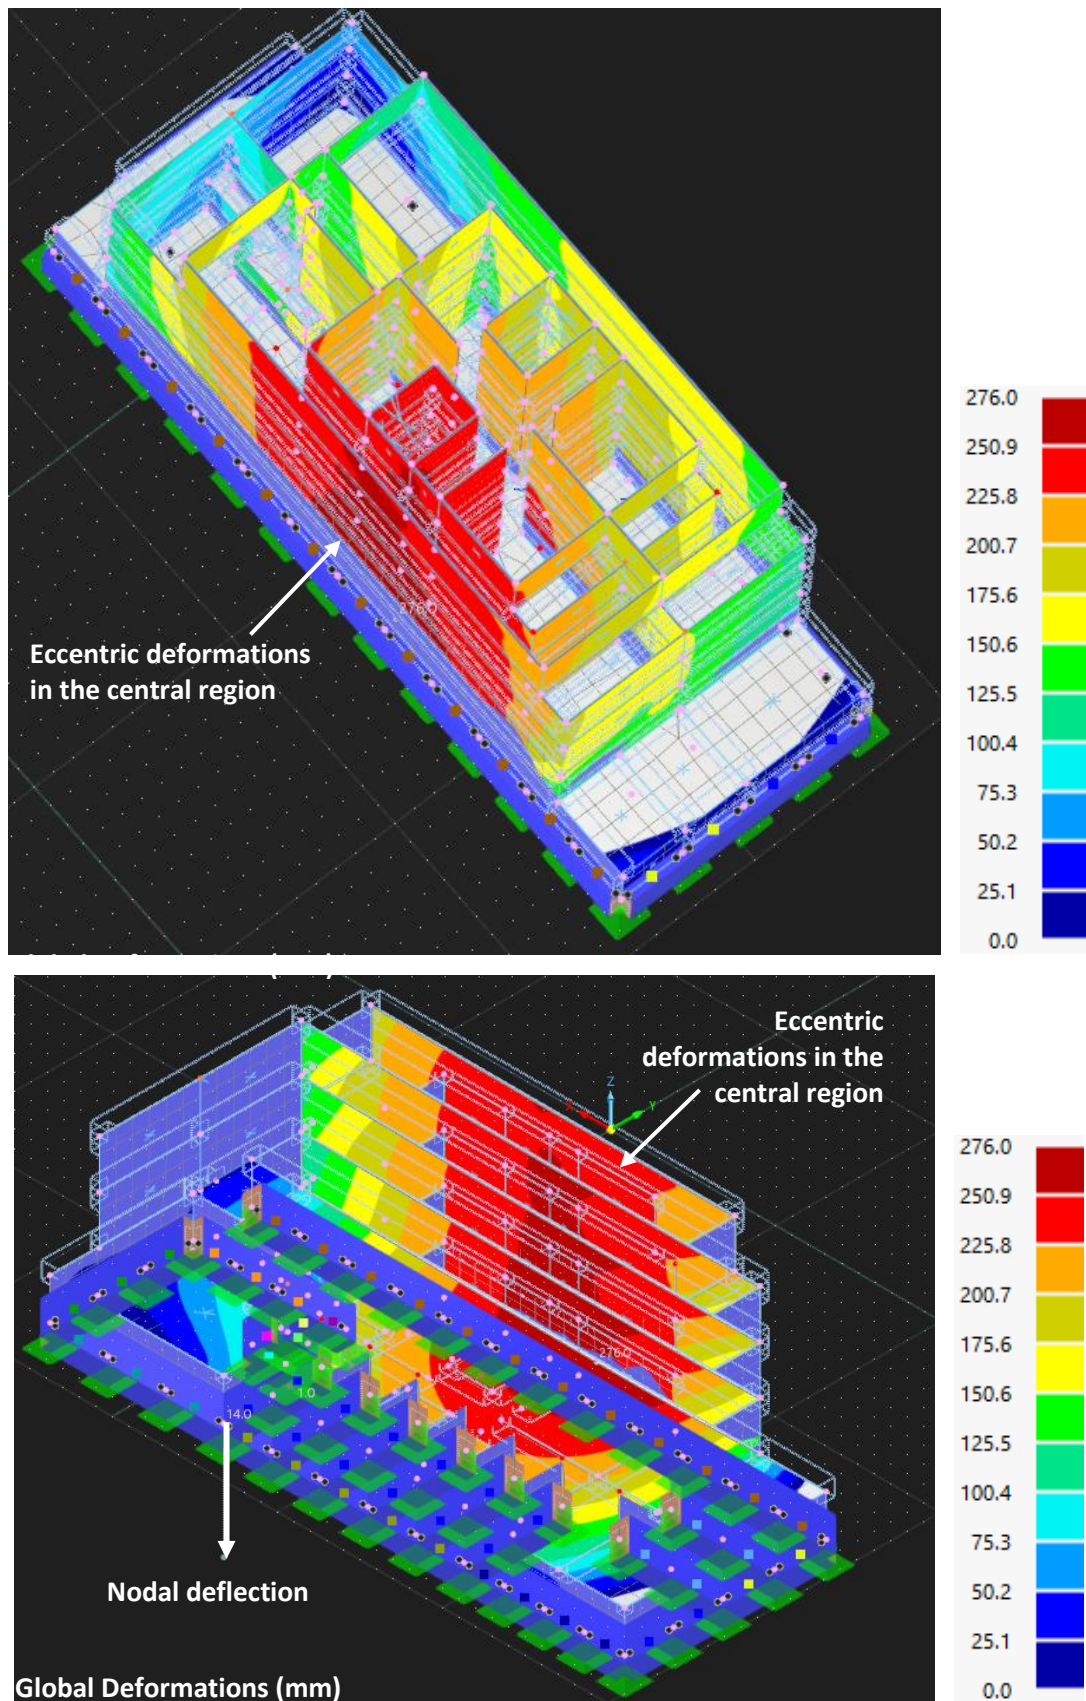 276.0
250.9
225.8
200.7
175.6
150.6
125.5
100.4
75.3
50.2
25.1
0.0
276.0
Eccentric deformations
in the central region
Eccentric
deformations in the
central region
Z
X
Y
276.0
250.9
225.8
200.7
175.6
150.6
125.5
100.4
75.3
50.2
25.1
0.0
276.0
1.0
14.0
Nodal deflection
Global Deformations (mm)